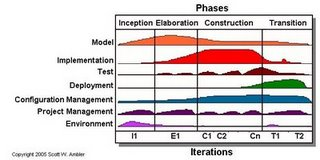 Phases
Inception Elaboration Construction Transition
Model
Implementation
Test
Deployment
Configuration Management
Project Management
Environment
I1 E1 C1 C2 Cn T1 T2
Copyright 2005 Scott W. Ambler
Iterations